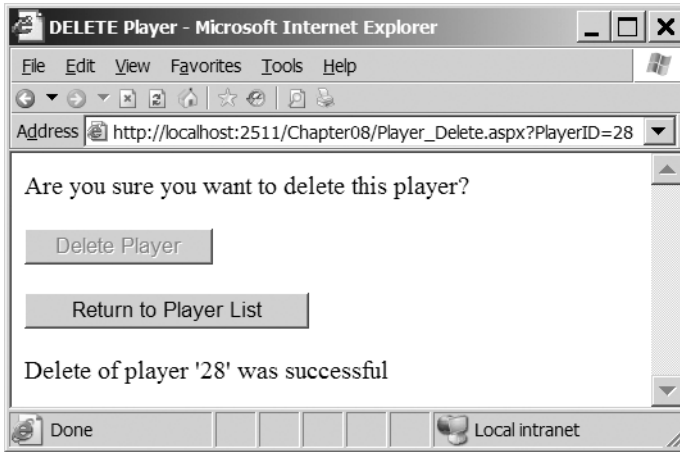 DELETE Player - Microsoft Internet Explorer
File Edit View Favorites Tools Help
Address http://localhost:2511/Chapter08/Player_Delete.aspx?PlayerID=28
Are you sure you want to delete this player?
Delete Player
Return to Player List
Delete of player '28' was successful
Done Local intranet